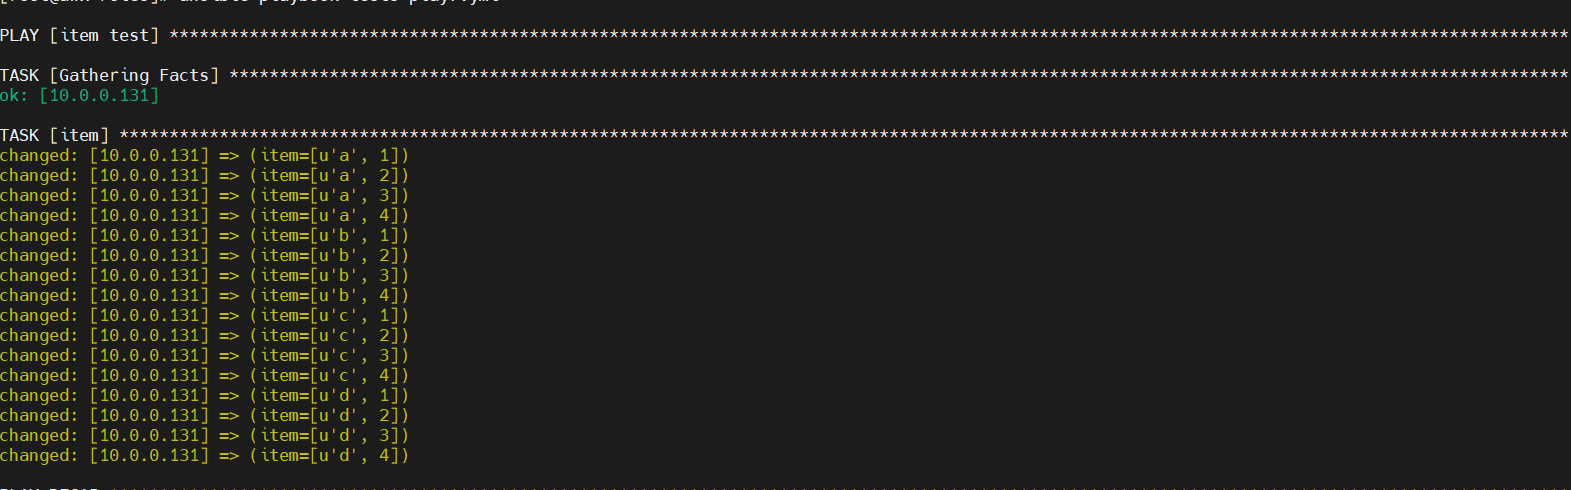 PLAY [item test] ********************************************************************************************************************************************
TASK [Gathering Facts] **************************************************************************************************************************************
ok: [10.0.0.131]
TASK [item] *************************************************************************************************************************************************
changed: [10.0.0.131] => (item=[u'a', 1])
changed: [10.0.0.131] => (item=[u'a', 2])
changed: [10.0.0.131] => (item=[u'a', 3])
changed: [10.0.0.131] => (item=[u'a', 4])
changed: [10.0.0.131] => (item=[u'b', 1])
changed: [10.0.0.131] => (item=[u'b', 2])
changed: [10.0.0.131] => (item=[u'b', 3])
changed: [10.0.0.131] => (item=[u'b', 4])
changed: [10.0.0.131] => (item=[u'c', 1])
changed: [10.0.0.131] => (item=[u'c', 2])
changed: [10.0.0.131] => (item=[u'c', 3])
changed: [10.0.0.131] => (item=[u'c', 4])
changed: [10.0.0.131] => (item=[u'd', 1])
changed: [10.0.0.131] => (item=[u'd', 2])
changed: [10.0.0.131] => (item=[u'd', 3])
changed: [10.0.0.131] => (item=[u'd', 4])